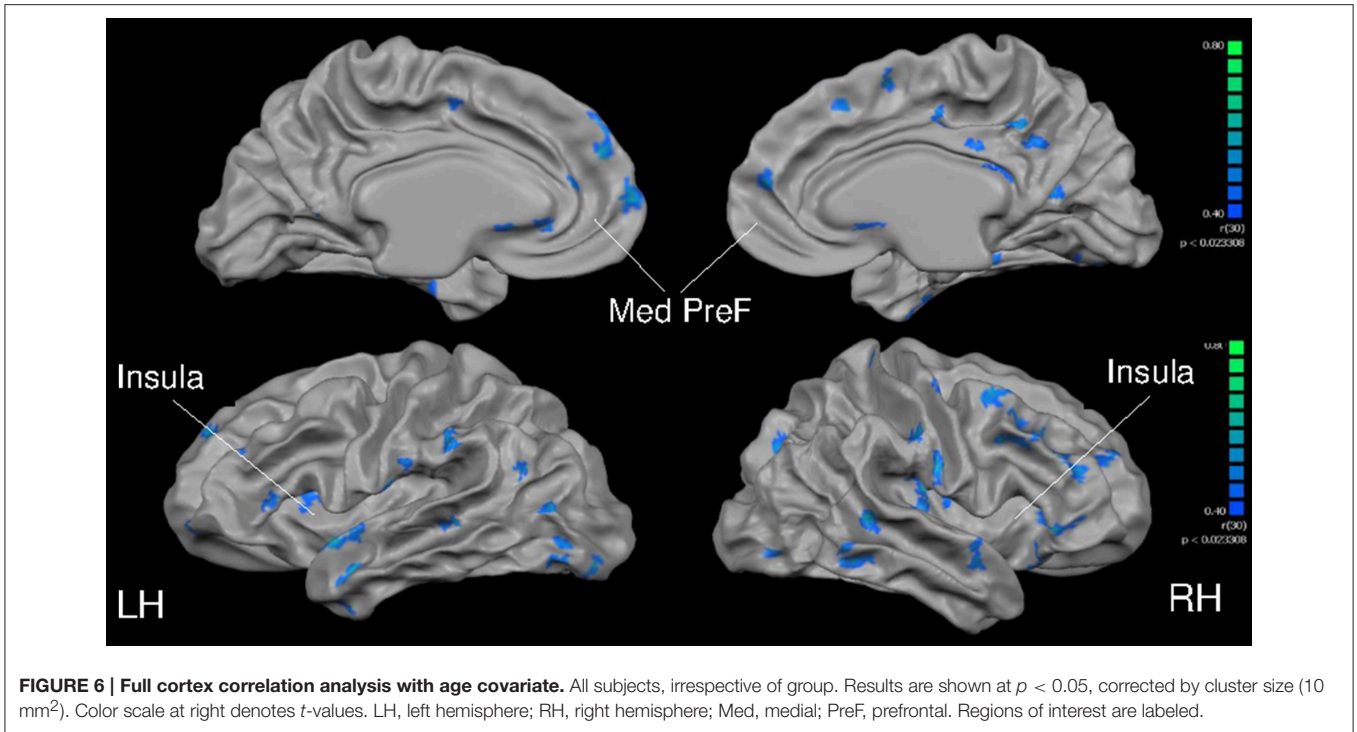 0.80
0.40
r(30)
p < 0.023308
Med PreF
Insula
Insula
0.40
r(30)
p < 0.023308
LH
RH
FIGURE 6 | Full cortex correlation analysis with age covariate. All subjects, irrespective of group. Results are shown at p < 0.05, corrected by cluster size (10
mm²). Color scale at right denotes t-values. LH, left hemisphere; RH, right hemisphere; Med, medial; PreF, prefrontal. Regions of interest are labeled.